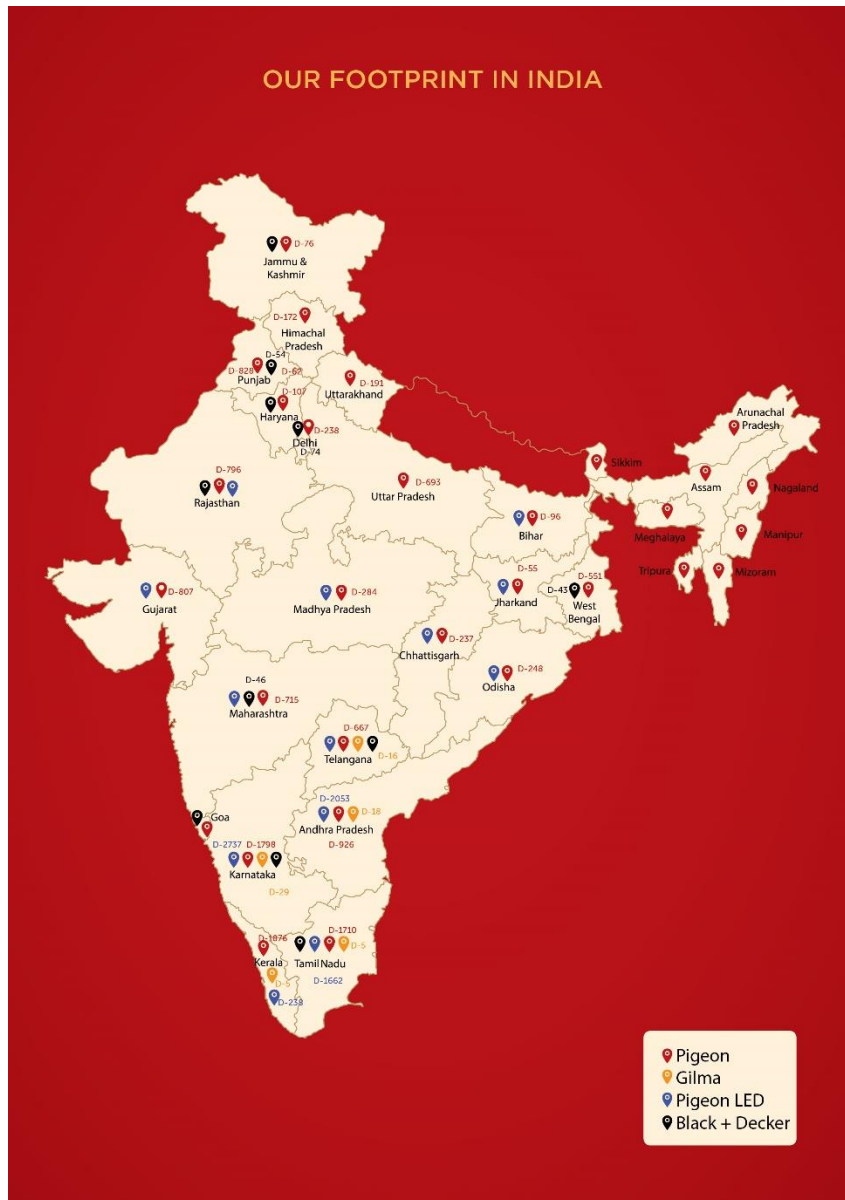 OUR FOOTPRINT IN INDIA
D-76
Jammu &
Kashmir
D-172
Himachal
Pradesh
D-54
D-828
D-62
Punjab
D-191
Uttarakhand
D-107
Haryana
D-238
Delhi
D-74
Arunachal
Pradesh
Sikkim
Assam
Nagaland
Meghalaya
Manipur
Tripura
Mizoram
D-796
Rajasthan
D-693
Uttar Pradesh
D-96
Bihar
D-807
Gujarat
D-284
Madhya Pradesh
D-55
Jharkand
D-43
D-551
West
Bengal
D-237
Chhattisgarh
D-248
Odisha
D-46
D-715
Maharashtra
D-667
Telangana
D-16
D-2053
D-18
Andhra Pradesh
D-926
Goa
D-2737
D-1798
Karnataka
D-29
D-1876
Kerala
D-5
D-238
D-1710
D-5
Tamil Nadu
D-1662
Pigeon
Gilma
Pigeon LED
Black + Decker